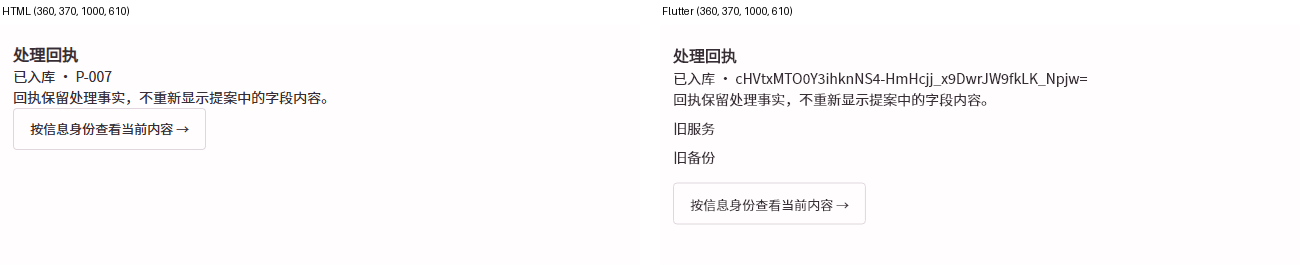 HTML (360, 370, 1000, 610)
处理回执
已入库 · P-007
回执保留处理事实，不重新显示提案中的字段内容。
按信息身份查看当前内容 →
Flutter (360, 370, 1000, 610)
处理回执
已入库 · cHVtxMTO0Y3ihknNS4-HmHcjj_x9DwrJW9fkLK_Npjw=
回执保留处理事实，不重新显示提案中的字段内容。
旧服务
旧备份
按信息身份查看当前内容 →